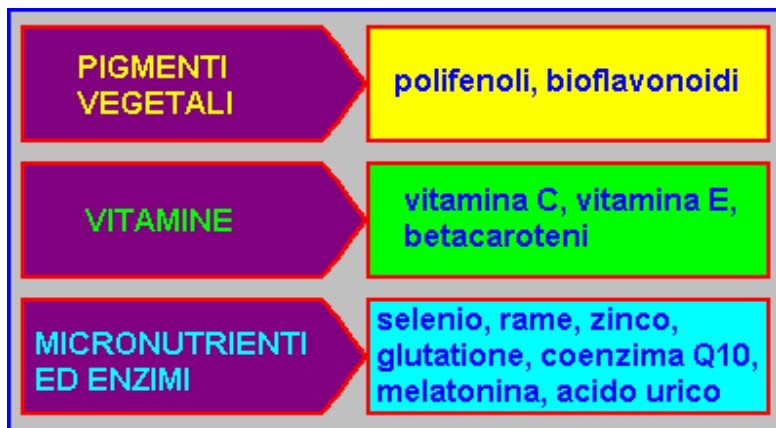 PIGMENTI
VEGETALI
polifenoli, bioflavonoidi
VITAMINE
vitamina C, vitamina E,
betacaroteni
MICRONUTRIENTI
ED ENZIMI
selenio, rame, zinco,
glutatione, coenzima Q10,
melatonina, acido urico